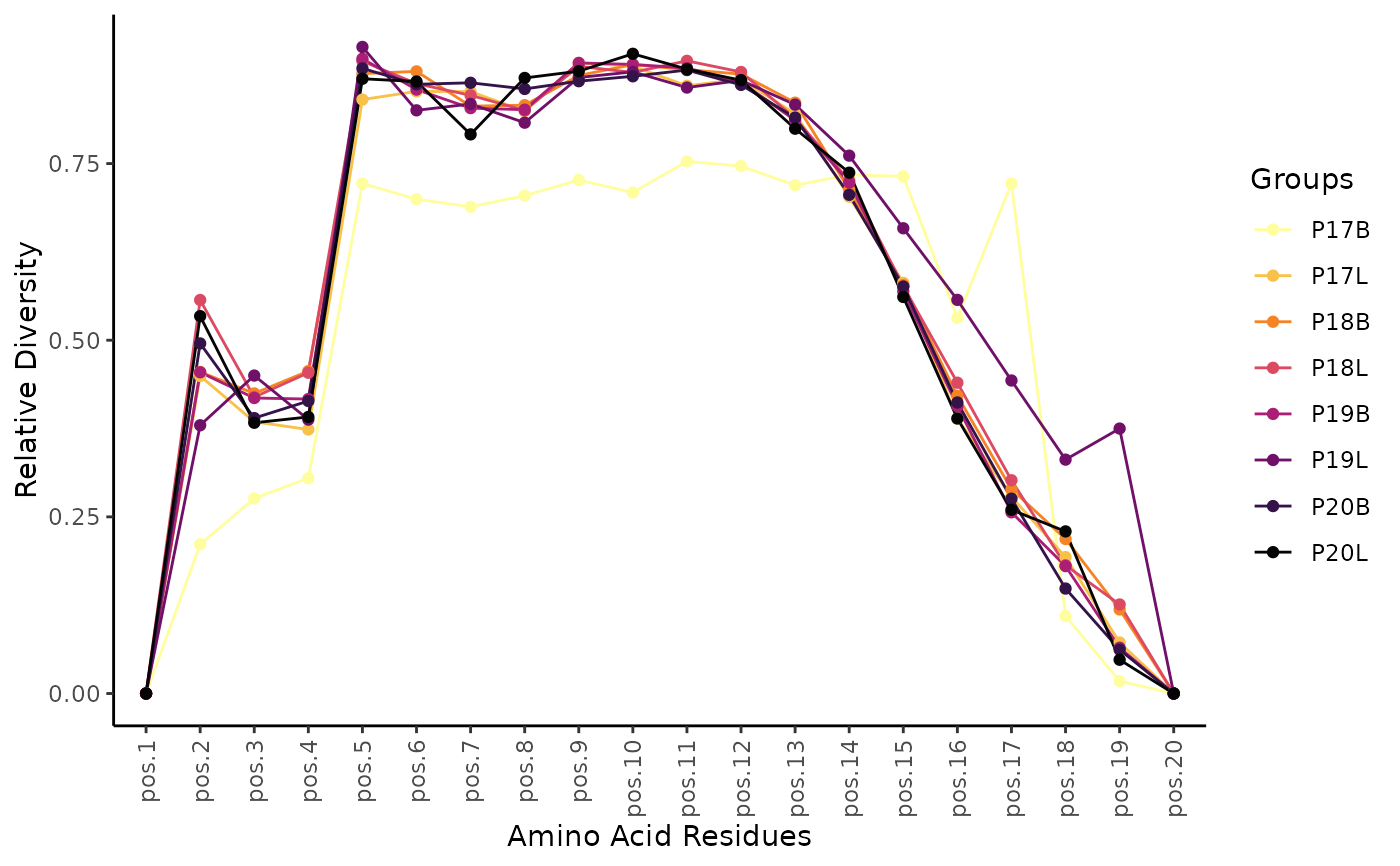 Relative Diversity
0.75
0.50
0.25
0.00
pos.1
pos.2
pos.3
pos.4
pos.5
pos.6
pos.7
pos.8
pos.9
pos.10
pos.11
pos.12
pos.13
pos.14
pos.15
pos.16
pos.17
pos.18
pos.19
pos.20
Amino Acid Residues
Groups
P17B
P17L
P18B
P18L
P19B
P19L
P20B
P20L